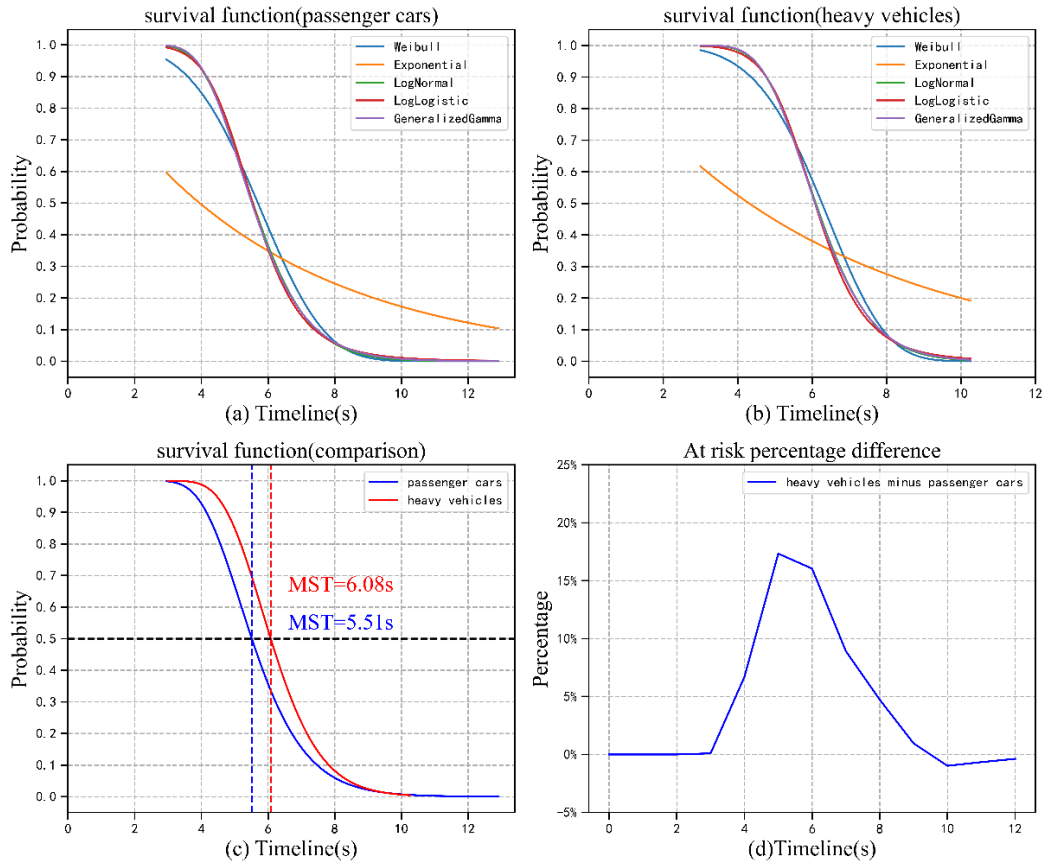 survival function(passenger cars)
Probability
1.0
0.9
0.8
0.7
0.6
0.5
0.4
0.3
0.2
0.1
0.0
Weibull
Exponential
LogNormal
LogLogistic
GeneralizedGamma
0 2 4 6 8 10 12
(a) Timeline(s)
survival function(heavy vehicles)
Probability
1.0
0.9
0.8
0.7
0.6
0.5
0.4
0.3
0.2
0.1
0.0
Weibull
Exponential
LogNormal
LogLogistic
GeneralizedGamma
0 2 4 6 8 10 12
(b) Timeline(s)
survival function(comparison)
Probability
1.0
0.9
0.8
0.7
0.6
0.5
0.4
0.3
0.2
0.1
0.0
passenger cars
heavy vehicles
MST=6.08s
MST=5.51s
0 2 4 6 8 10 12
(c) Timeline(s)
At risk percentage difference
Percentage
25%
20%
15%
10%
5%
0%
-5%
heavy vehicles minus passenger cars
0 2 4 6 8 10 12
(d)Timeline(s)